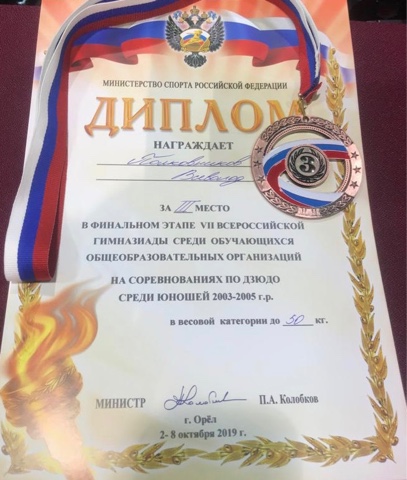 МИНИСТЕРСТВО СПОРТА РОССИЙСКОЙ ФЕДЕРАЦИИ
ДИПЛОМ
НАГРАЖДАЕТ
3
ЗА III МЕСТО
В ФИНАЛЬНОМ ЭТАПЕ VII ВСЕРОССИЙСКОЙ
ГИМНАЗИАДЫ СРЕДИ ОБУЧАЮЩИХСЯ
ОБЩЕОБРАЗОВАТЕЛЬНЫХ ОРГАНИЗАЦИЙ
НА СОРЕВНОВАНИЯХ ПО ДЗЮДО
СРЕДИ ЮНОШЕЙ 2003-2005 г.р.
в весовой категории до 50 кг.
МИНИСТР П.А. Колобков
г. Орёл
2- 8 октября 2019 г.